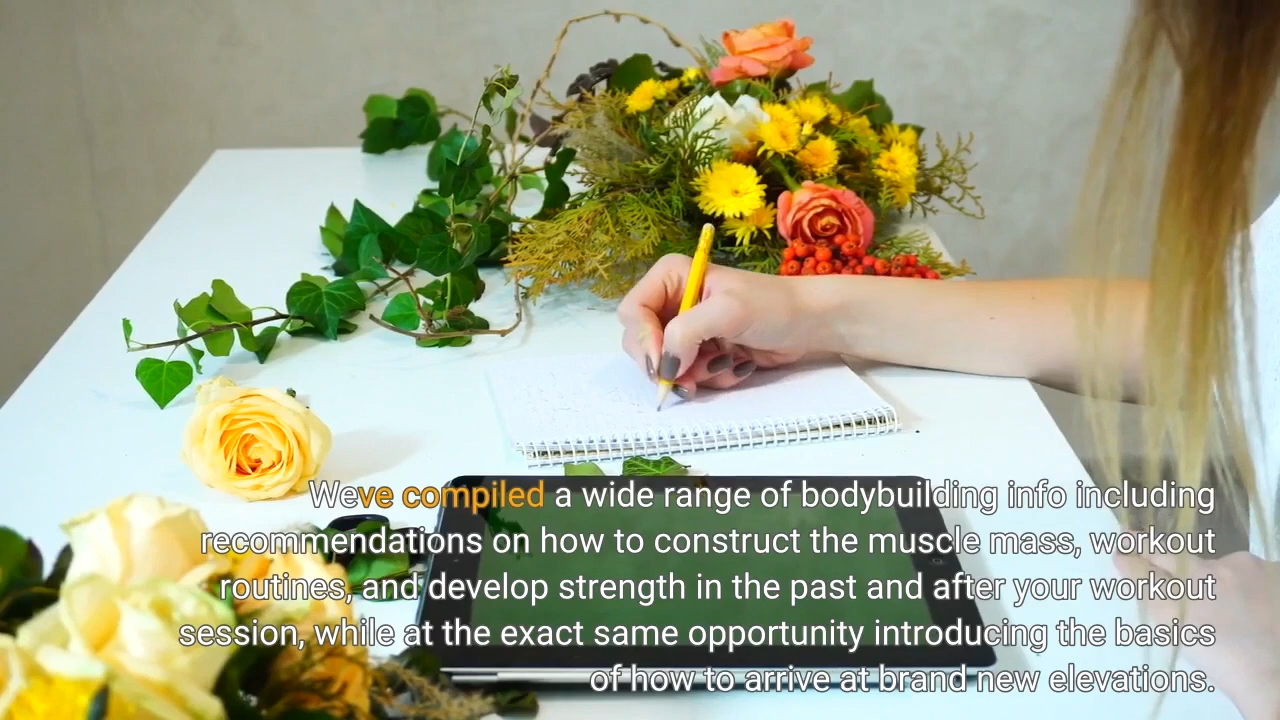 Weve compiled a wide range of bodybuilding info including
recommendations on how to construct the muscle mass, workout
routines, and develop strength in the past and after your workout
session, while at the exact same opportunity introducing the basics
of how to arrive at brand new elevations.